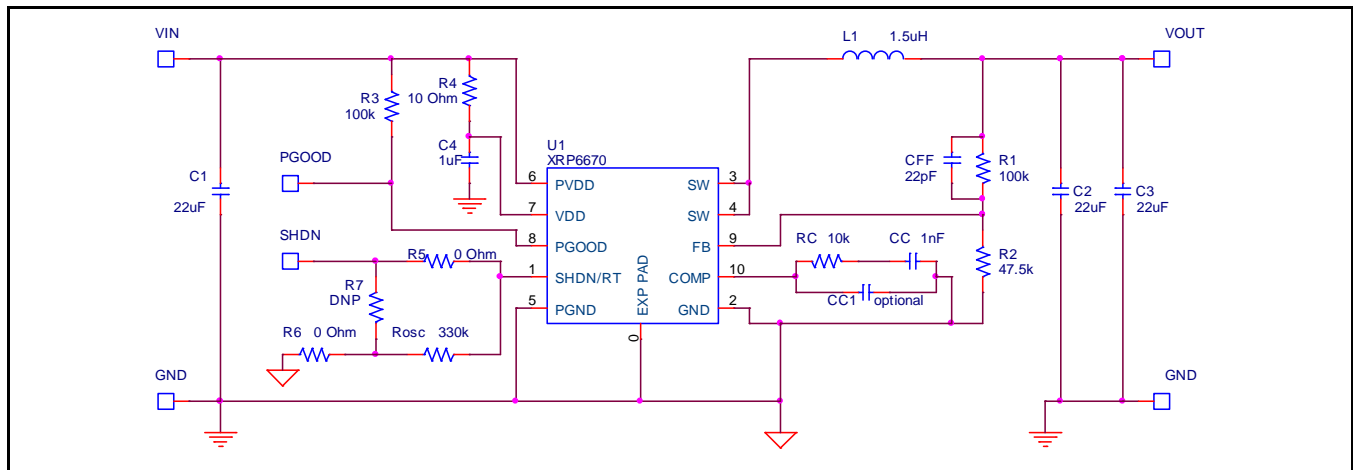 VIN
L1 1.5uH
VOUT
R4
10 Ohm
R3
100k
U1
XRP6670
C4
1uF
PGOOD
C1
22uF
CFF
22pF
R1
100k
C2
22uF
C3
22uF
6 PVDD SW 3
7 VDD SW 4
8 PGOOD FB 9
1 SHDN/RT COMP 10
5 PGND GND 2
EXP PAD
0
SHDN
R5 0 Ohm
RC 10k CC 1nF
R2
47.5k
R7
DNP
CC1 optional
R6 0 Ohm Rosc 330k
GND
GND